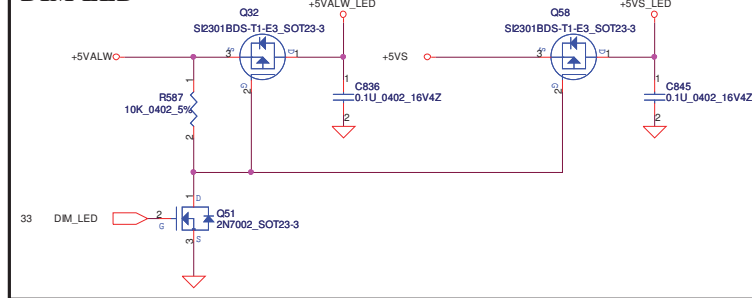 DIM LED
+5VALW_LED
+5VS_LED
Q32
Q58
SI2301BDS-T1-E3_SOT23-3
SI2301BDS-T1-E3_SOT23-3
+5VALW
3 S
D 1
+5VS
3 S
D 1
G 2
G 2
1
R587
10K_0402_5%
2
1
C836
0.1U_0402_16V4Z
2
1
C845
0.1U_0402_16V4Z
2
33 DIM_LED
2 G
1 D
Q51
2N7002_SOT23-3
3 S